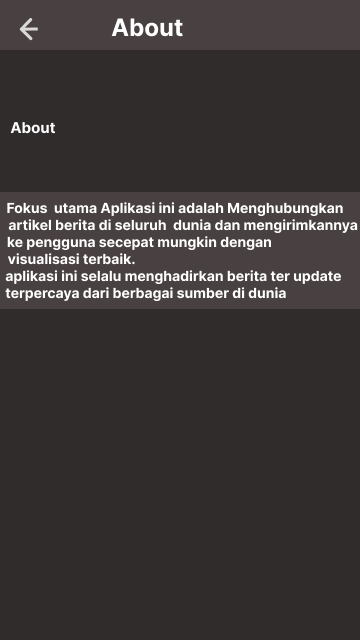 About
About
Fokus  utama Aplikasi ini adalah Menghubungkan
artikel berita di seluruh  dunia dan mengirimkannya
ke pengguna secepat mungkin dengan
visualisasi terbaik.
aplikasi ini selalu menghadirkan berita ter update
terpercaya dari berbagai sumber di dunia